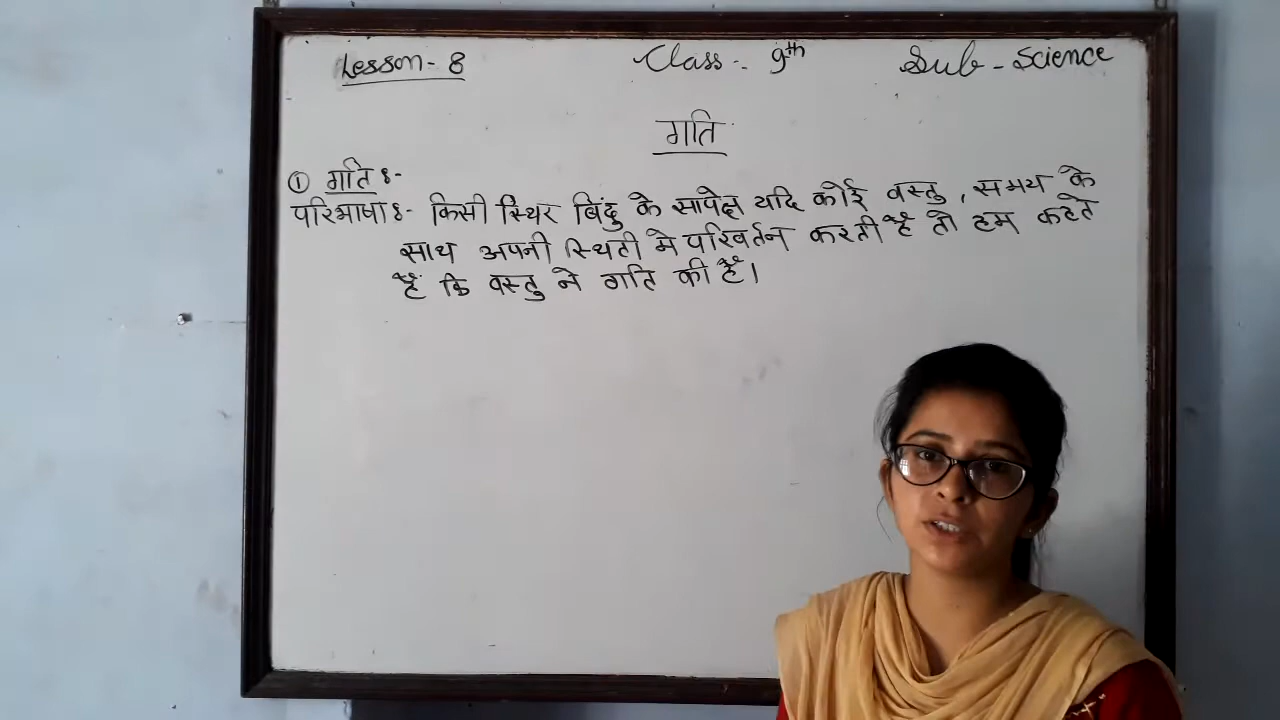 Lesson - 8 Class - 9th Sub - Science
गति
① गति :-
परिभाषा :- किसी स्थिर बिंदु के सापेक्ष यदि कोई वस्तु, समय के
साथ अपनी स्थिती मे परिवर्तन करती है तो हम कहते
हैं कि वस्तु ने गति की है।